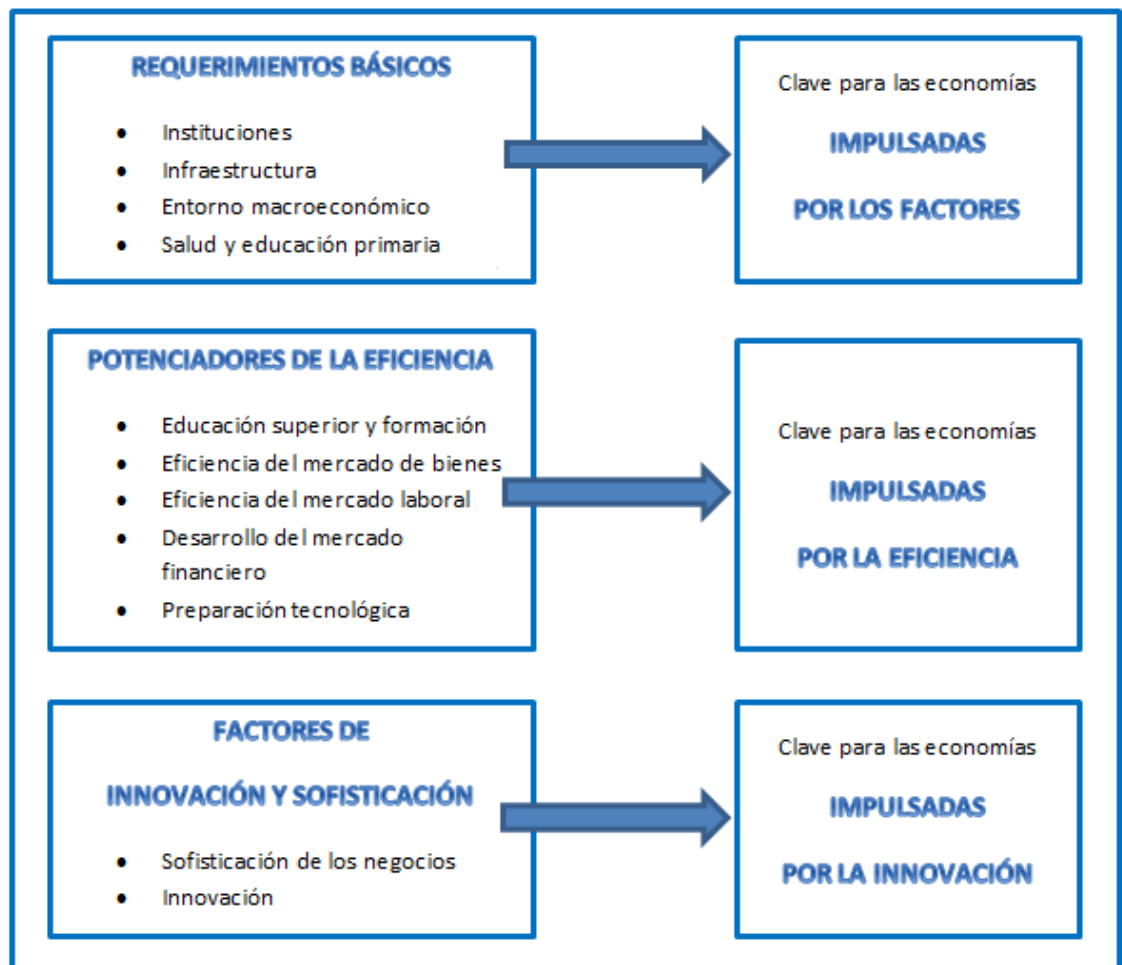 REQUERIMIENTOS BÁSICOS
• Instituciones
• Infraestructura
• Entorno macroeconómico
• Salud y educación primaria
Clave para las economías
IMPULSADAS
POR LOS FACTORES
POTENCIADORES DE LA EFICIENCIA
• Educación superior y formación
• Eficiencia del mercado de bienes
• Eficiencia del mercado laboral
• Desarrollo del mercado
financiero
• Preparación tecnológica
Clave para las economías
IMPULSADAS
POR LA EFICIENCIA
FACTORES DE
INNOVACIÓN Y SOFISTICACIÓN
• Sofisticación de los negocios
• Innovación
Clave para las economías
IMPULSADAS
POR LA INNOVACIÓN